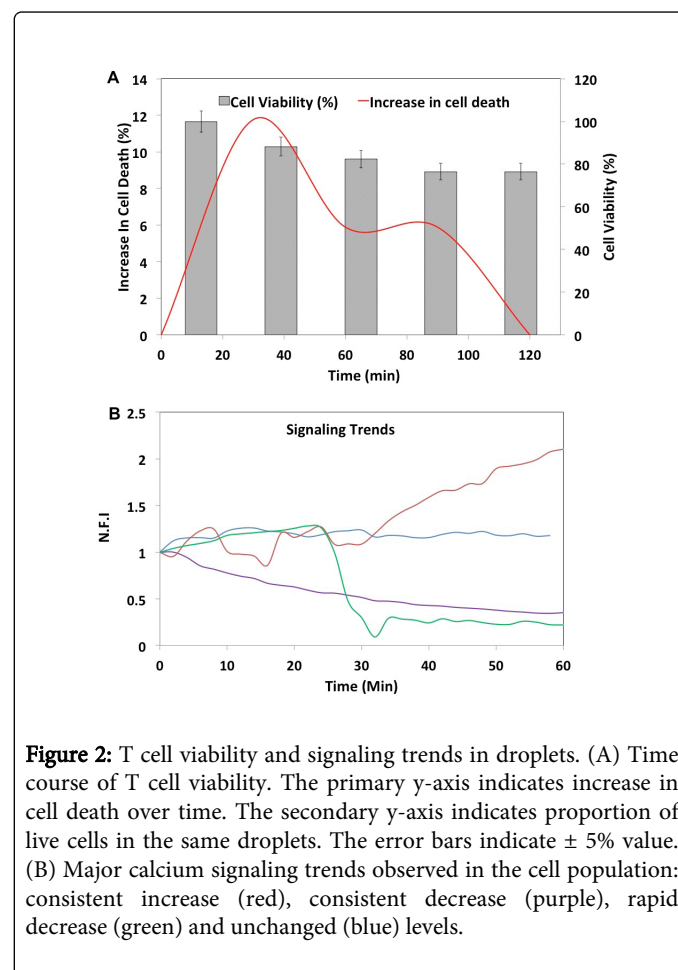 A
14
12
10
8
6
4
2
0
Increase In Cell Death (%)
Cell Viability (%)
Increase in cell death
120
100
80
60
40
20
0
Cell Viability (%)
0 20 40 60 80 100 120
Time (min)
B
2.5
2
1.5
1
0.5
0
N.F.I
Signaling Trends
0 10 20 30 40 50 60
Time (Min)
Figure 2: T cell viability and signaling trends in droplets. (A) Time
course of T cell viability. The primary y-axis indicates increase in
cell death over time. The secondary y-axis indicates proportion of
live cells in the same droplets. The error bars indicate ± 5% value.
(B) Major calcium signaling trends observed in the cell population:
consistent increase (red), consistent decrease (purple), rapid
decrease (green) and unchanged (blue) levels.